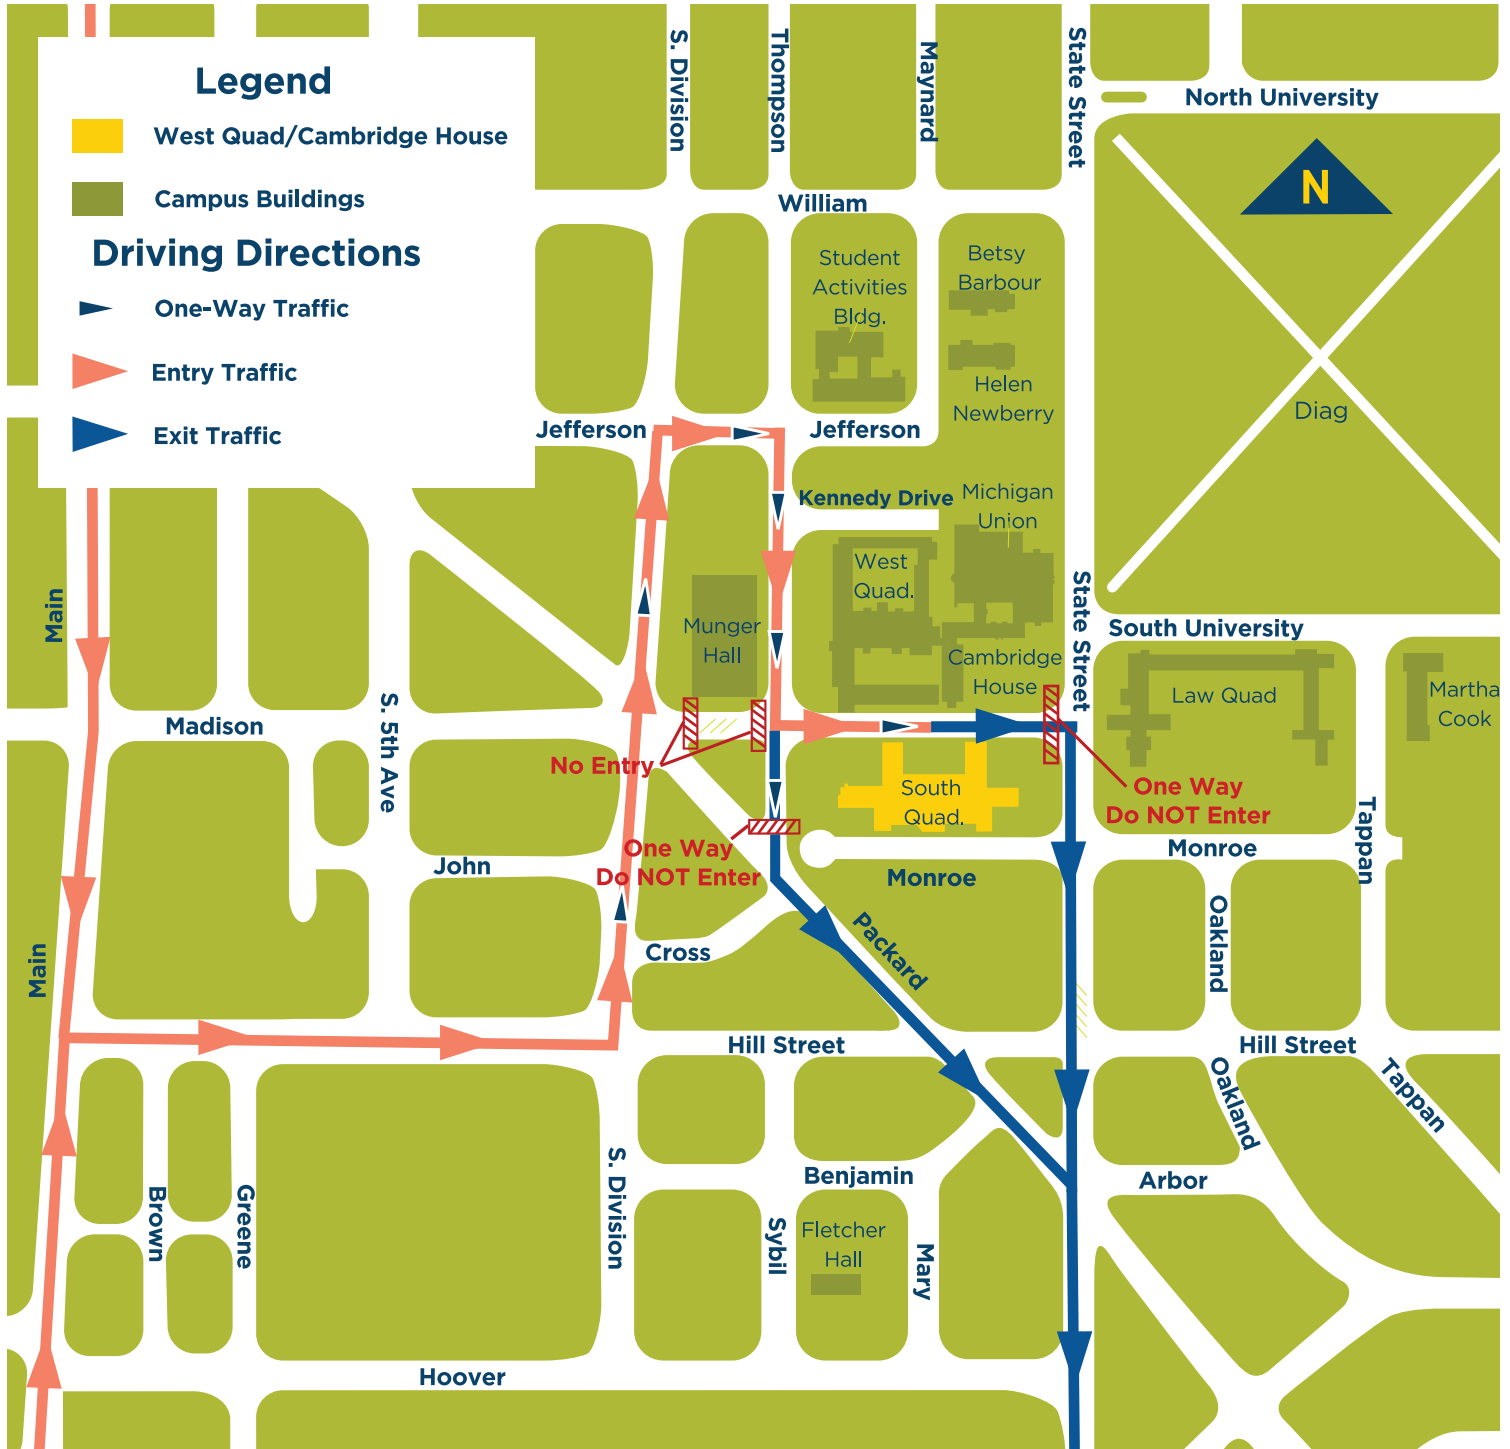 Legend
West Quad/Cambridge House
Campus Buildings
Driving Directions
One-Way Traffic
Entry Traffic
Exit Traffic
S. Division
Thompson
Maynard
State Street
North University
N
William
Student
Activities
Bldg.
Betsy
Barbour
Helen
Newberry
Diag
Jefferson
Jefferson
Kennedy Drive
Michigan
Union
West
Quad.
Main
Munger
Hall
State Street
South University
Cambridge
House
Law Quad
Martha
Cook
Madison
S. 5th Ave
No Entry
South
Quad.
One Way
Do NOT Enter
Tappan
John
One Way
Do NOT Enter
Monroe
Monroe
Main
Cross
Packard
Oakland
Hill Street
Hill Street
Oakland
Tappan
Brown
Greene
S. Division
Benjamin
Arbor
Sybil
Fletcher
Hall
Mary
Hoover